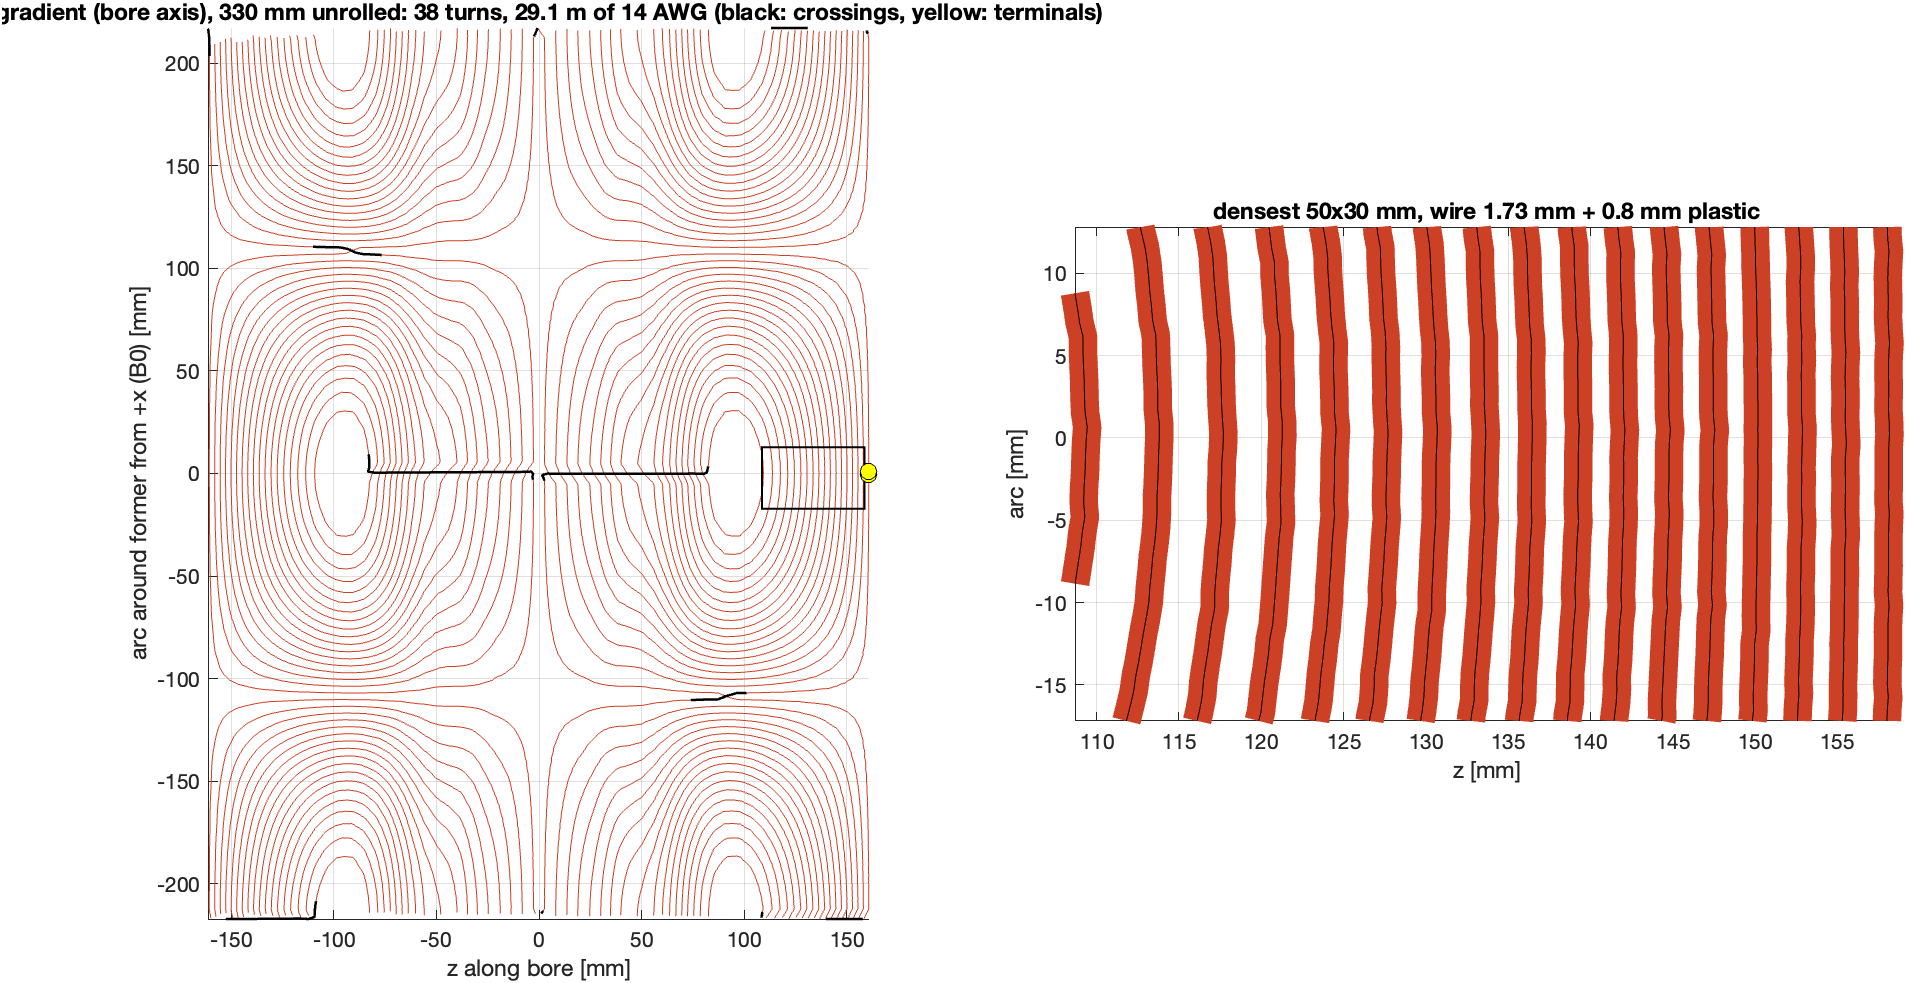 gradient (bore axis), 330 mm unrolled: 38 turns, 29.1 m of 14 AWG (black: crossings, yellow: terminals)
200
150
100
50
0
-50
-100
-150
-200
arc around former from +x (B0) [mm]
-150 -100 -50 0 50 100 150
z along bore [mm]
densest 50x30 mm, wire 1.73 mm + 0.8 mm plastic
10
5
0
-5
-10
-15
arc [mm]
110 115 120 125 130 135 140 145 150 155
z [mm]